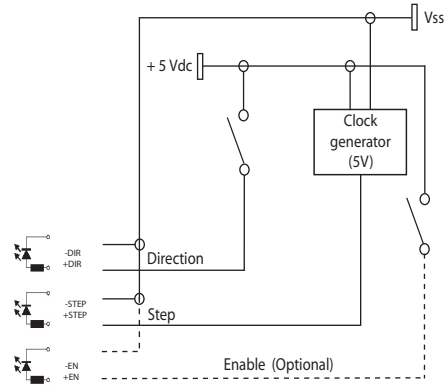 Vss
+ 5 Vdc
Clock
generator
(5V)
-DIR
+DIR
Direction
-STEP
+STEP
Step
-EN
+EN
Enable (Optional)